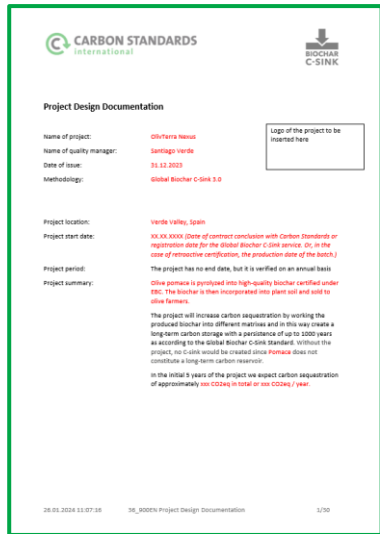 CARBON STANDARDS
international
BIOCHAR
C-SINK
Project Design Documentation
Logo of the project to be
inserted here
Name of project: OlivTerra Nexus
Name of quality manager: Santiago Verde
Date of issue: 31.12.2023
Methodology: Global Biochar C-Sink 3.0
Project location: Verde Valley, Spain
Project start date: XX.XX.XXXX (Date of contract conclusion with Carbon Standards or
registration date for the Global Biochar C-Sink service. Or, in the
case of retroactive certification, the production date of the batch.)
Project period: The project has no end date, but it is verified on an annual basis
Project summary: Olive pomace is pyrolyzed into high-quality biochar certified under
EBC. The biochar is then incorporated into plant soil and sold to
olive farmers.
The project will increase carbon sequestration by working the
produced biochar into different matrixes and in this way create a
long-term carbon storage with a persistence of up to 1000 years
as according to the Global Biochar C-Sink Standard. Without the
project, no C-sink would be created since Pomace does not
constitute a long-term carbon reservoir.
In the initial 5 years of the project we expect carbon sequestration
of approximately xxx CO2eq in total or xxx CO2eq / year.
26.01.2024 11:07:16 36_900EN Project Design Documentation 1/30